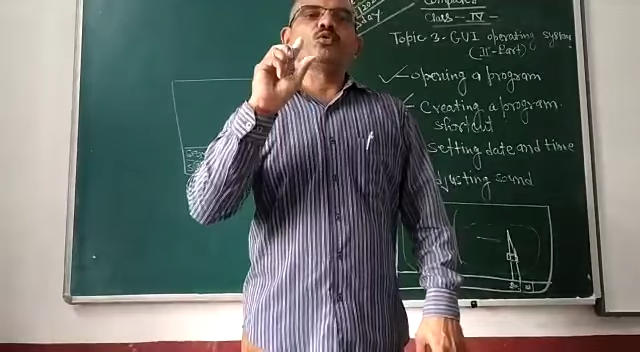 Computer
Class - IV
Topic 3. GUI operating system
(II - Part)
opening a program
Creating a program
shortcut
setting date and time
sound